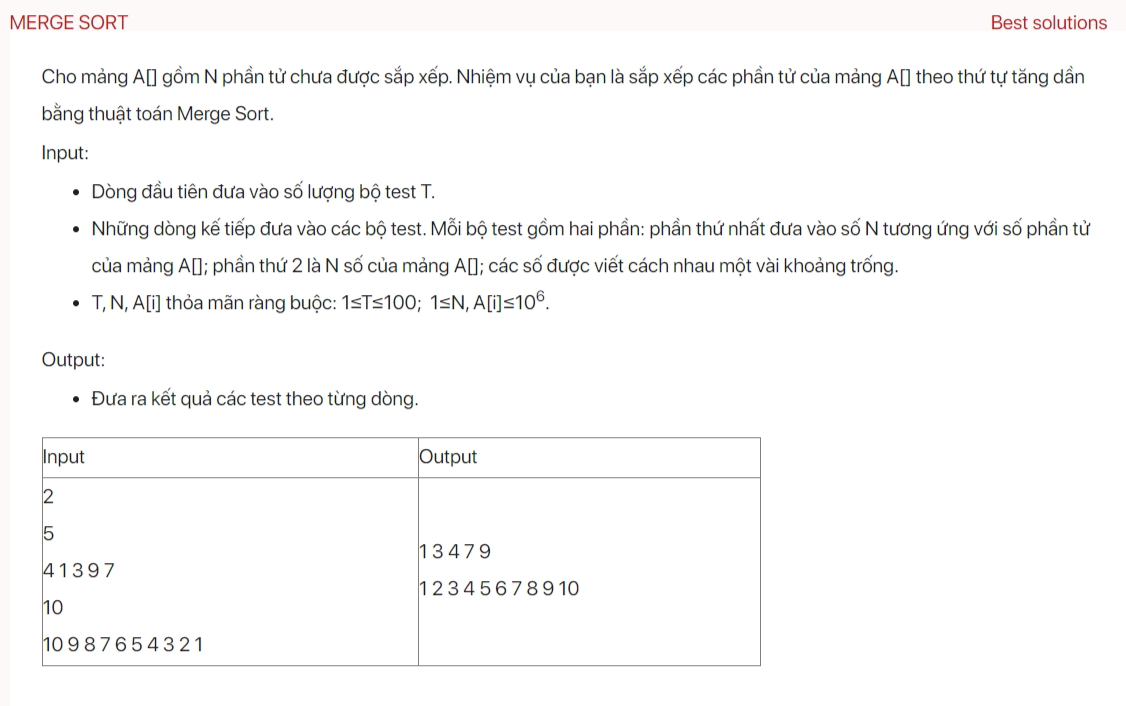 MERGE SORT
Best solutions
Cho mảng A[] gồm N phần tử chưa được sắp xếp. Nhiệm vụ của bạn là sắp xếp các phần tử của mảng A[] theo thứ tự tăng dần
bằng thuật toán Merge Sort.
Input:
• Dòng đầu tiên đưa vào số lượng bộ test T.
• Những dòng kế tiếp đưa vào các bộ test. Mỗi bộ test gồm hai phần: phần thứ nhất đưa vào số N tương ứng với số phần tử
của mảng A[]; phần thứ 2 là N số của mảng A[]; các số được viết cách nhau một vài khoảng trống.
• T, N, A[i] thỏa mãn ràng buộc: 1≤T≤100; 1≤N, A[i]≤10⁶.
Output:
• Đưa ra kết quả các test theo từng dòng.
Input
Output
2
5
4 1 3 9 7
10
10 9 8 7 6 5 4 3 2 1
1 3 4 7 9
1 2 3 4 5 6 7 8 9 10